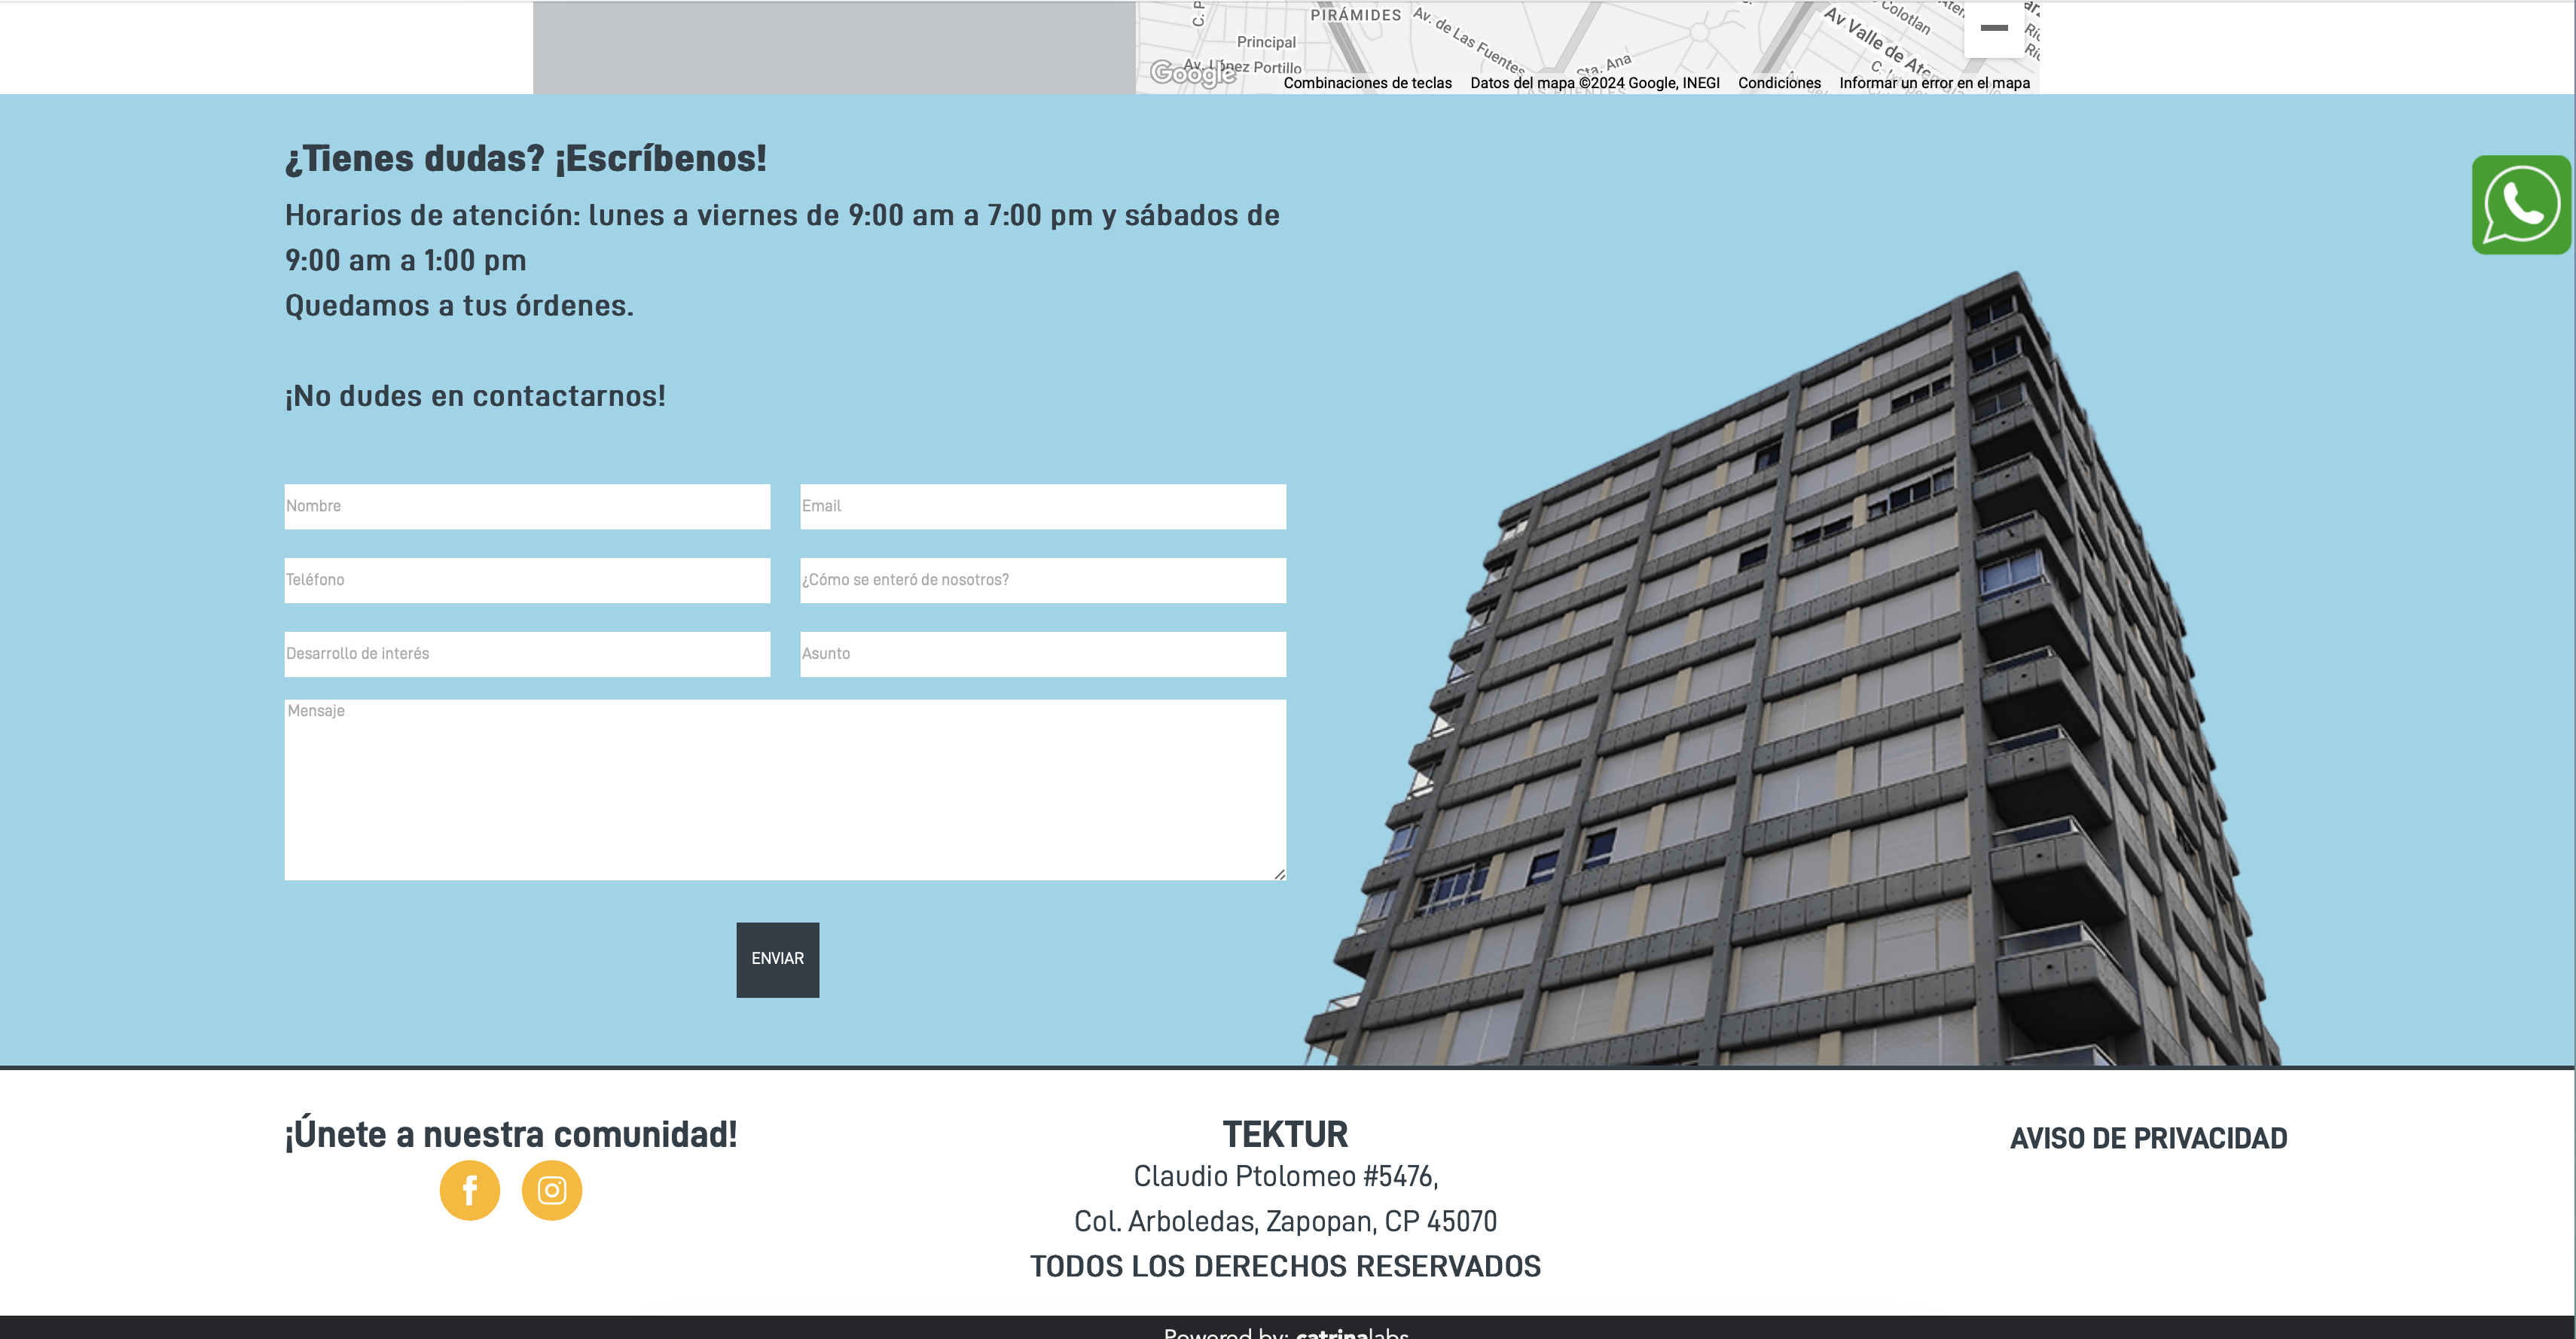 PIRÁMIDES
Av. de Las Fuentes
Av. Valle de
Colotlan
Principal
Av. López Portillo
Sta. Ana
Google
Combinaciones de teclas
Datos del mapa ©2024 Google, INEGI
Condiciones
Informar un error en el mapa
¿Tienes dudas? ¡Escríbenos!
Horarios de atención: lunes a viernes de 9:00 am a 7:00 pm y sábados de
9:00 am a 1:00 pm
Quedamos a tus órdenes.
¡No dudes en contactarnos!
Nombre
Email
Teléfono
¿Cómo se enteró de nosotros?
Desarrollo de interés
Asunto
Mensaje
ENVIAR
¡Únete a nuestra comunidad!
TEKTUR
Claudio Ptolomeo #5476,
Col. Arboledas, Zapopan, CP 45070
TODOS LOS DERECHOS RESERVADOS
AVISO DE PRIVACIDAD
Powered by: catrinalabs